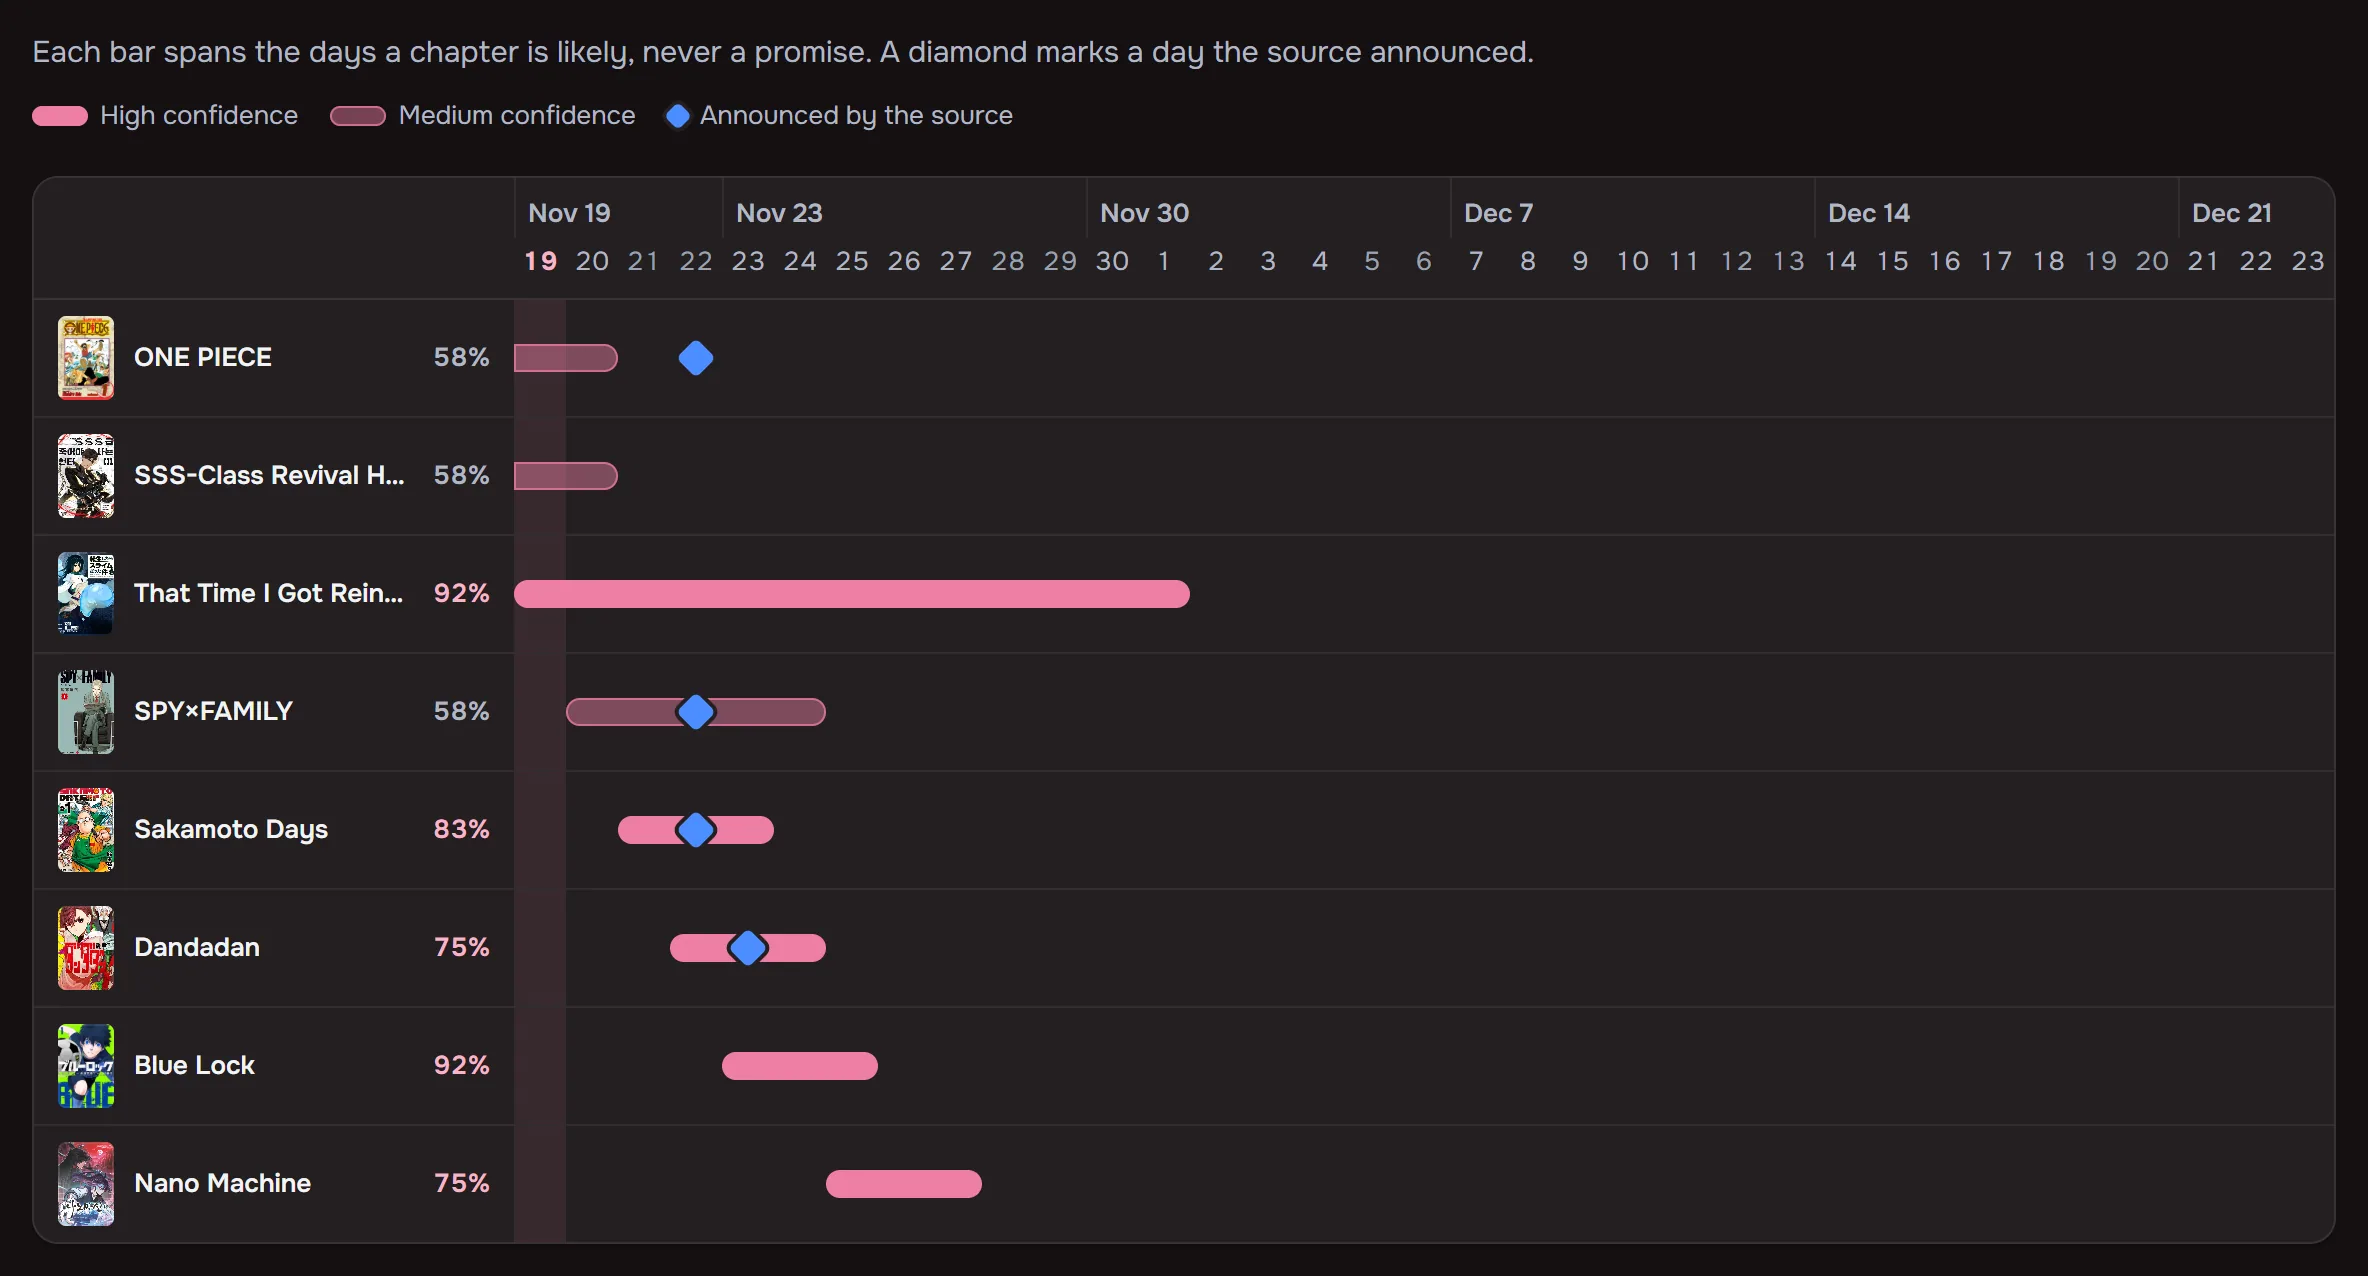 Each bar spans the days a chapter is likely, never a promise. A diamond marks a day the source announced.
High confidence Medium confidence Announced by the source
Nov 19 Nov 23 Nov 30 Dec 7 Dec 14 Dec 21
19 20 21 22 23 24 25 26 27 28 29 30 1 2 3 4 5 6 7 8 9 10 11 12 13 14 15 16 17 18 19 20 21 22 23
ONE PIECE 58%
SSS-Class Revival H... 58%
That Time I Got Rein... 92%
SPY×FAMILY 58%
Sakamoto Days 83%
Dandadan 75%
Blue Lock 92%
Nano Machine 75%